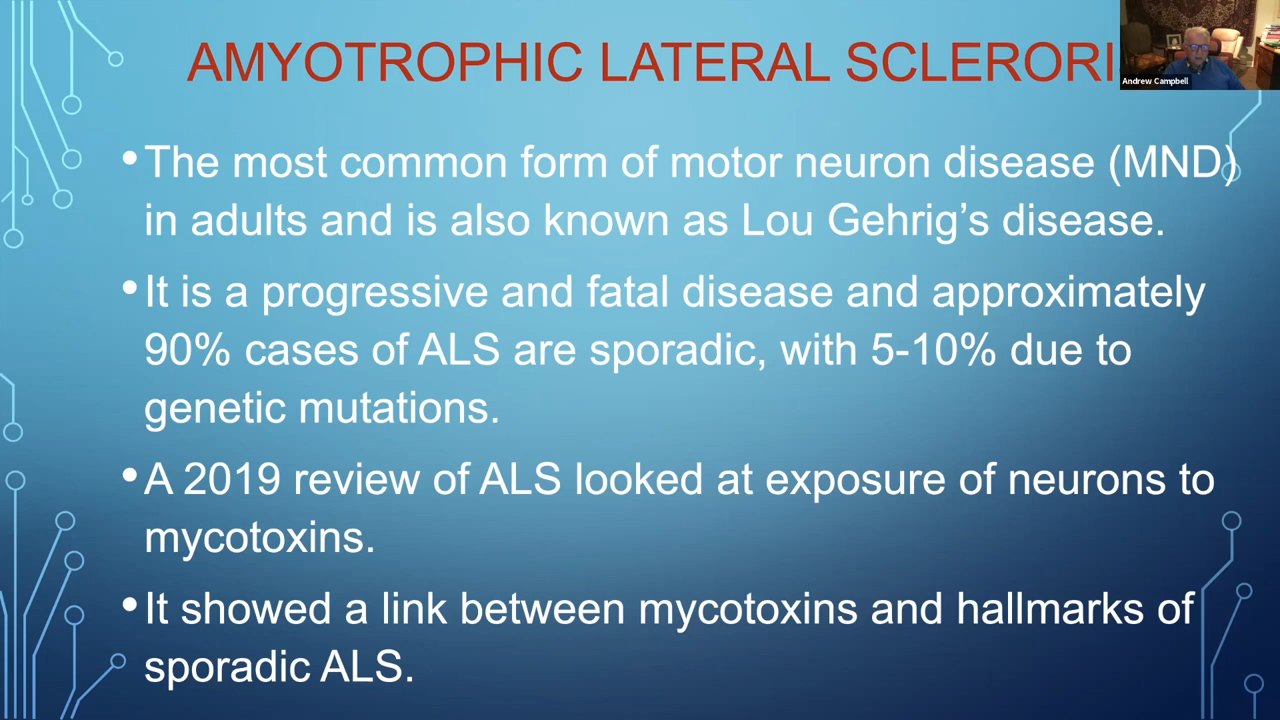 AMYOTROPHIC LATERAL SCLERORI
Andrew Campbell
• The most common form of motor neuron disease (MND)
in adults and is also known as Lou Gehrig’s disease.
• It is a progressive and fatal disease and approximately
90% cases of ALS are sporadic, with 5-10% due to
genetic mutations.
• A 2019 review of ALS looked at exposure of neurons to
mycotoxins.
• It showed a link between mycotoxins and hallmarks of
sporadic ALS.